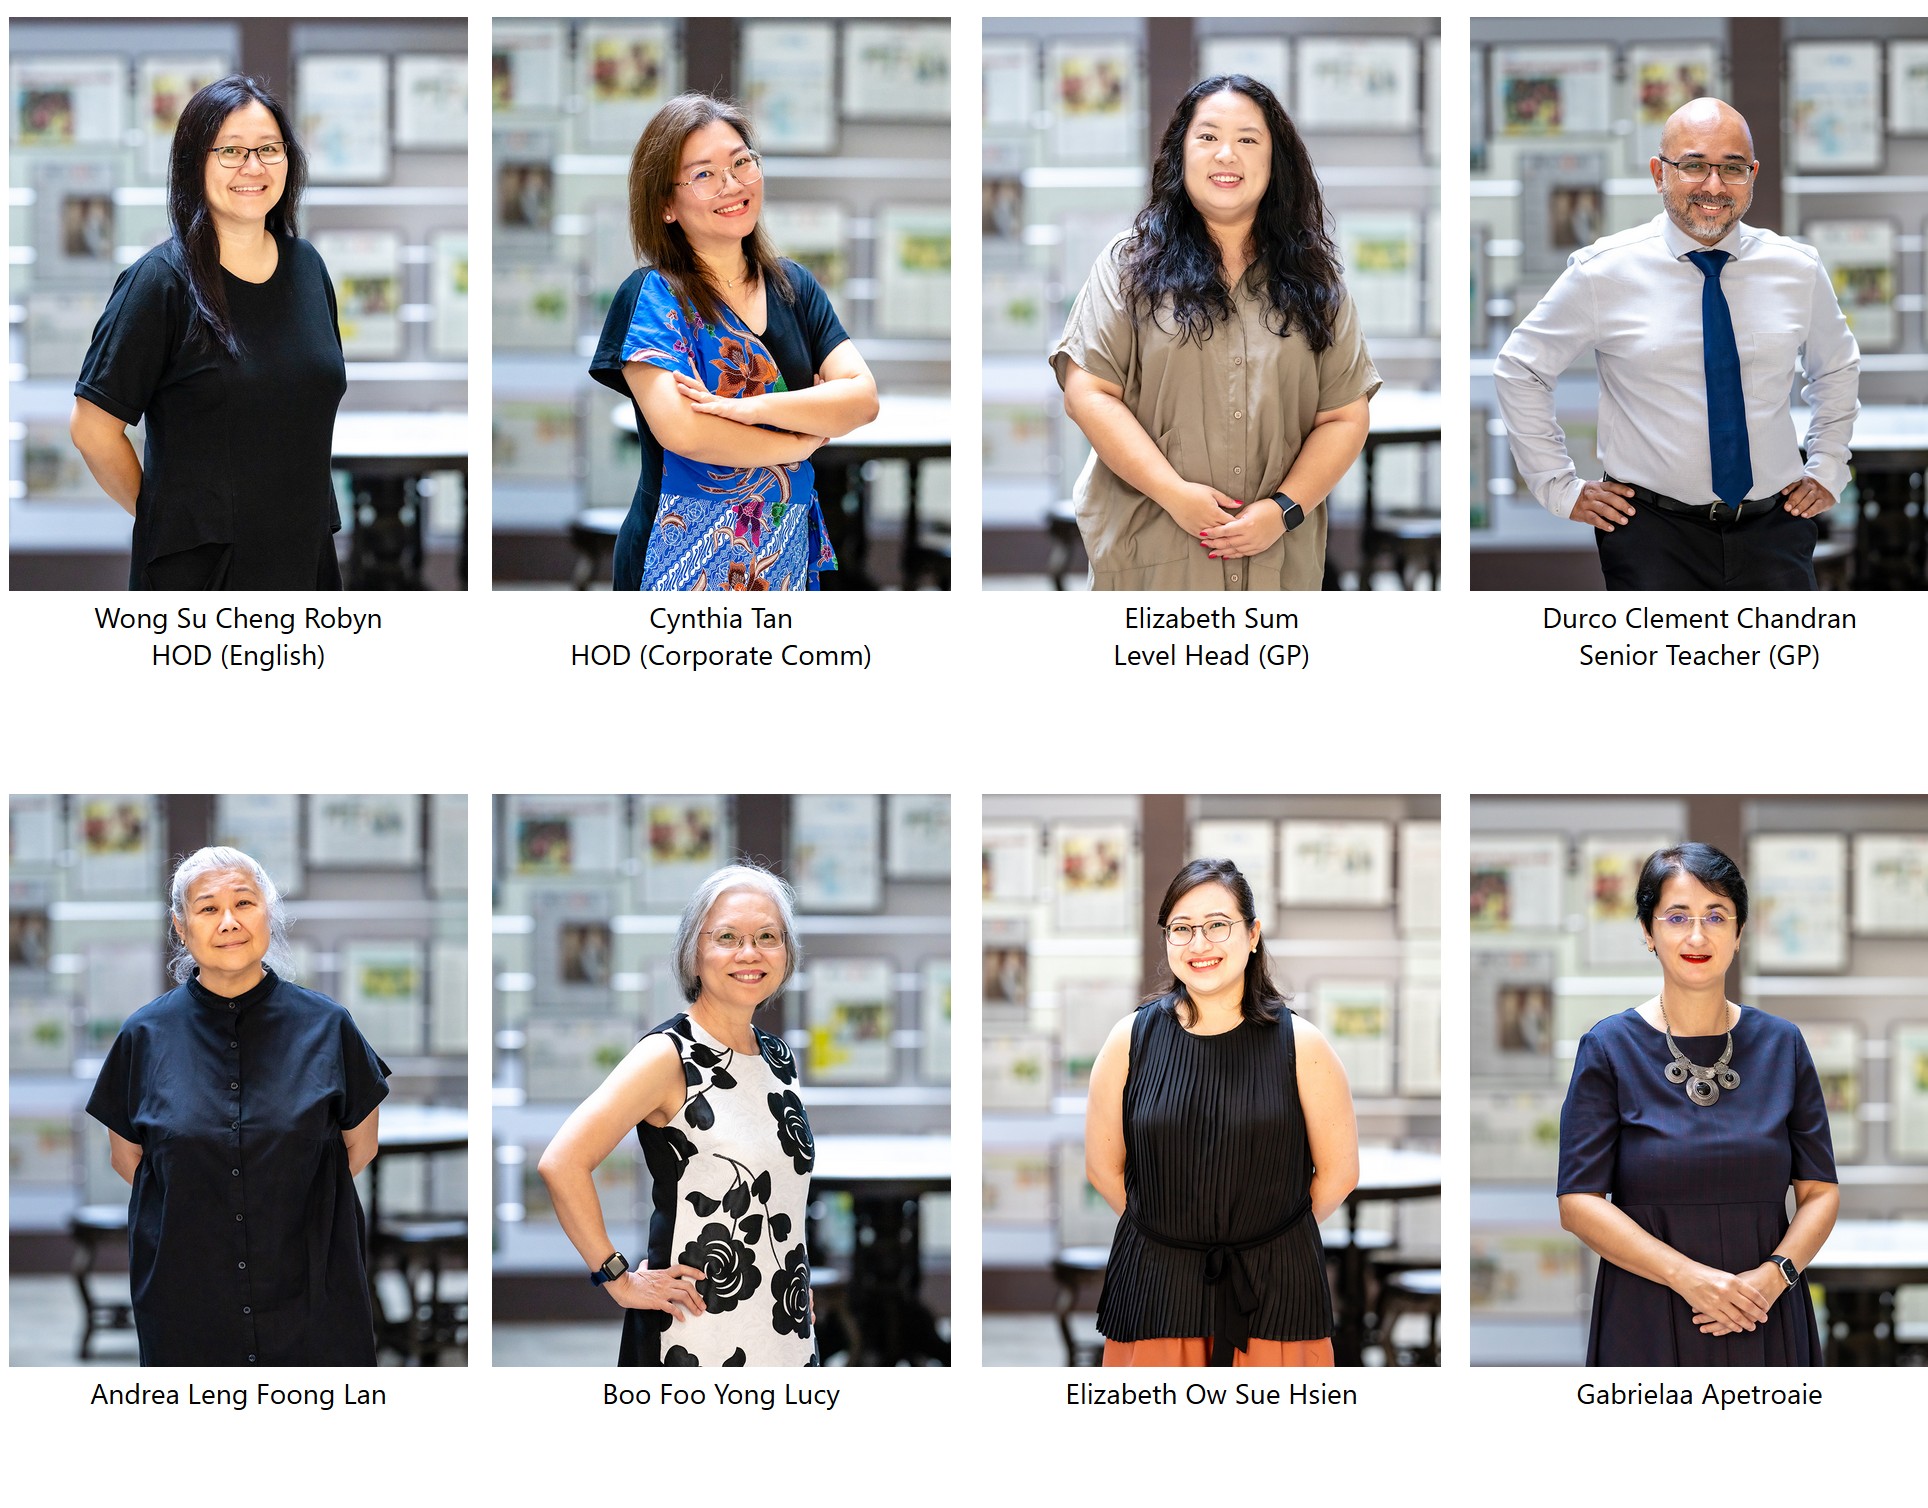 Wong Su Cheng Robyn
HOD (English)
Cynthia Tan
HOD (Corporate Comm)
Elizabeth Sum
Level Head (GP)
Durco Clement Chandran
Senior Teacher (GP)
Andrea Leng Foong Lan
Boo Foo Yong Lucy
Elizabeth Ow Sue Hsien
Gabrielaa Apetroaie